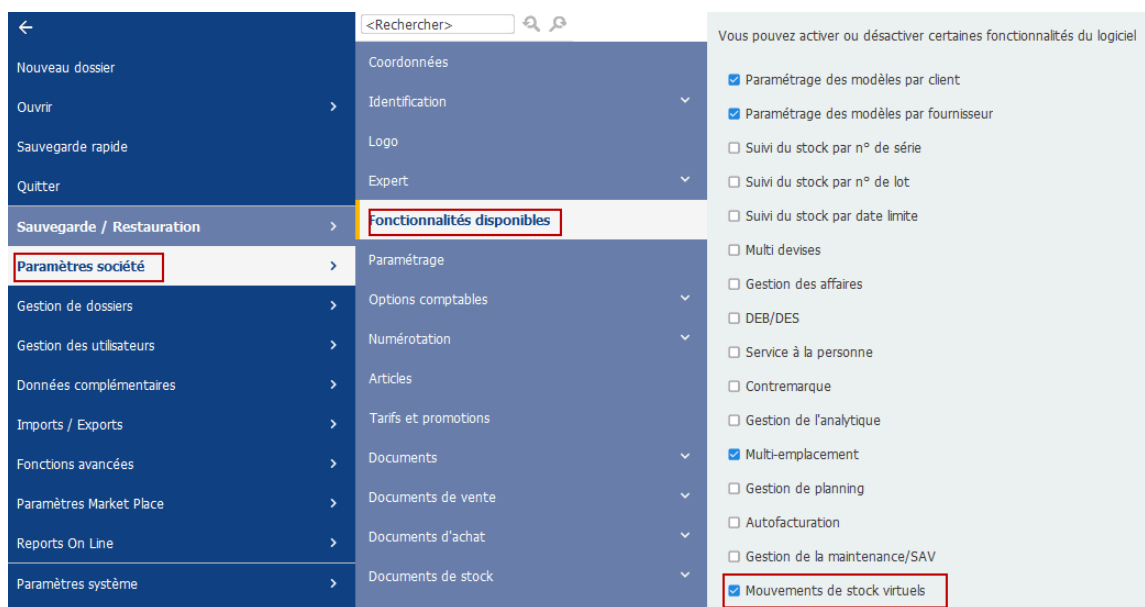 Nouveau dossier
Ouvrir
Sauvegarde rapide
Quitter
Sauvegarde / Restauration
Paramètres société
Gestion de dossiers
Gestion des utilisateurs
Données complémentaires
Imports / Exports
Fonctions avancées
Paramètres Market Place
Reports On Line
Paramètres système
<Rechercher>
Coordonnées
Identification
Logo
Expert
Fonctionnalités disponibles
Paramétrage
Options comptables
Numérotation
Articles
Tarifs et promotions
Documents
Documents de vente
Documents d'achat
Documents de stock
Vous pouvez activer ou désactiver certaines fonctionnalités du logiciel
Paramétrage des modèles par client
Paramétrage des modèles par fournisseur
Suivi du stock par n° de série
Suivi du stock par n° de lot
Suivi du stock par date limite
Multi devises
Gestion des affaires
DEB/DES
Service à la personne
Contremarque
Gestion de l'analytique
Multi-emplacement
Gestion de planning
Autofacturation
Gestion de la maintenance/SAV
Mouvements de stock virtuels